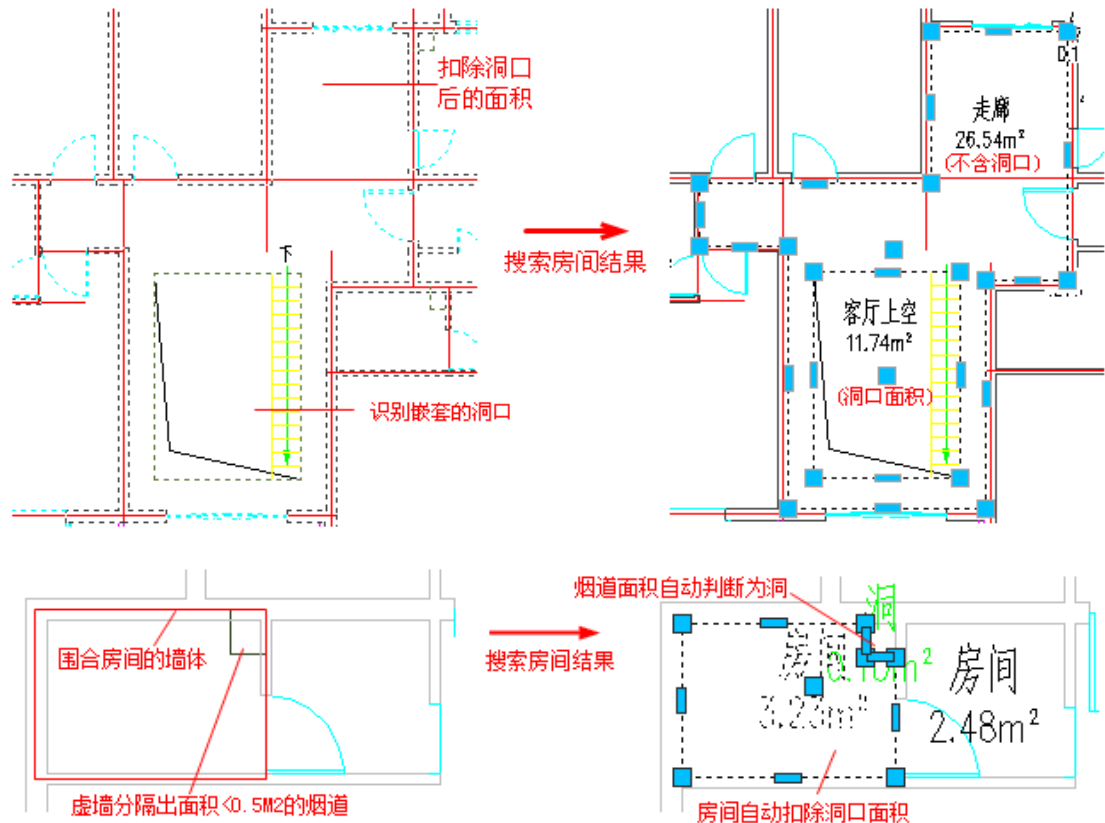 扣除洞口
后的面积
下
识别嵌套的洞口
搜索房间结果
走廊
26.54m²
(不含洞口)
客厅上空
11.74m²
(洞口面积)
围合房间的墙体
虚墙分隔出面积<0.5M2的烟道
搜索房间结果
烟道面积自动判断为洞
洞
房间
3.23m²
房间
2.48m²
房间自动扣除洞口面积